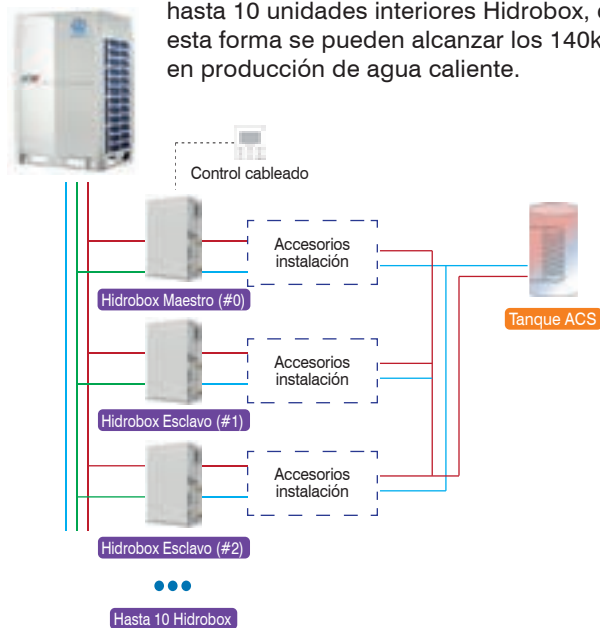 hasta 10 unidades interiores Hidrobox,
esta forma se pueden alcanzar los 140k
en producción de agua caliente.
Control cableado
Accesorios
instalación
Hidrobox Maestro (#0)
Tanque ACS
Accesorios
instalación
Hidrobox Esclavo (#1)
Accesorios
instalación
Hidrobox Esclavo (#2)
Hasta 10 Hidrobox